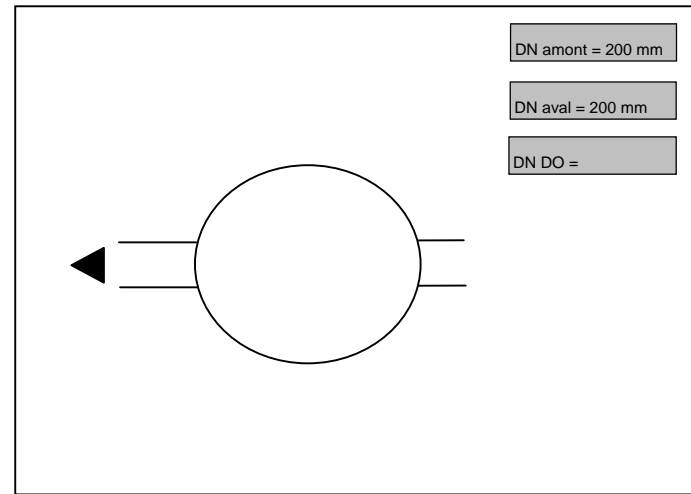 DN amont = 200 mm
DN aval = 200 mm
DN DO =